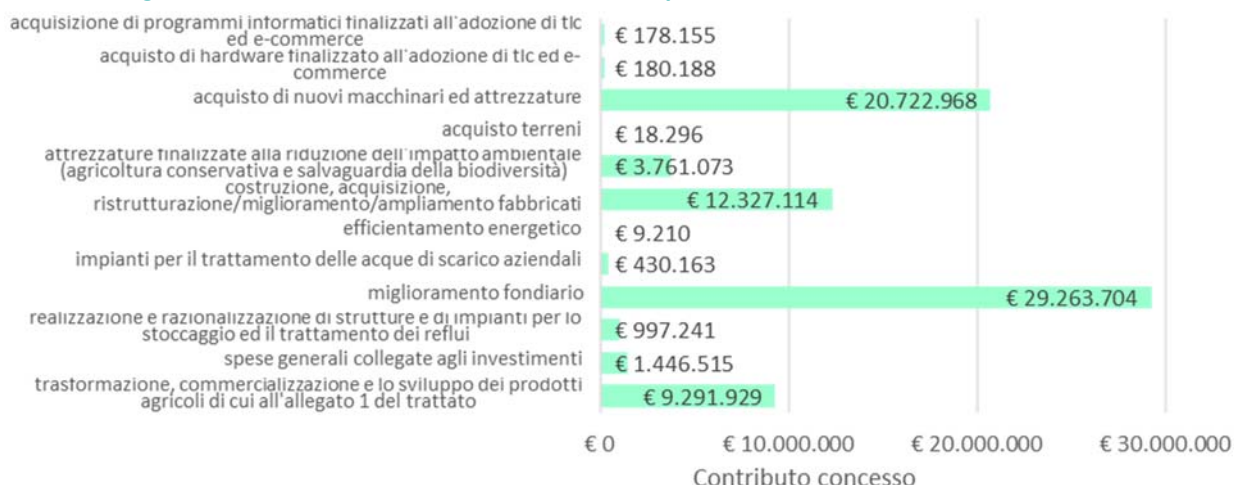 acquisizione di programmi informatici finalizzati all'adozione di tic
ed e-commerce
€ 178.155
acquisto di hardware finalizzato all'adozione di tic ed e-
commerce
€ 180.188
acquisto di nuovi macchinari ed attrezzature
€ 20.722.968
acquisto terreni
€ 18.296
attrezzature finalizzate alla riduzione dell'impatto ambientale
(agricoltura conservativa e salvaguardia della biodiversità)
€ 3.761.073
costruzione, acquisizione,
ristrutturazione/miglioramento/ampliamento fabbricati
€ 12.327.114
efficientamento energetico
€ 9.210
impianti per il trattamento delle acque di scarico aziendali
€ 430.163
miglioramento fondiario
€ 29.263.704
realizzazione e razionalizzazione di strutture e di impianti per lo
stoccaggio ed il trattamento dei reflui
€ 997.241
spese generali collegate agli investimenti
€ 1.446.515
trasformazione, commercializzazione e lo sviluppo dei prodotti
agricoli di cui all'allegato 1 del trattato
€ 9.291.929
€ 0 € 10.000.000 € 20.000.000 € 30.000.000
Contributo concesso